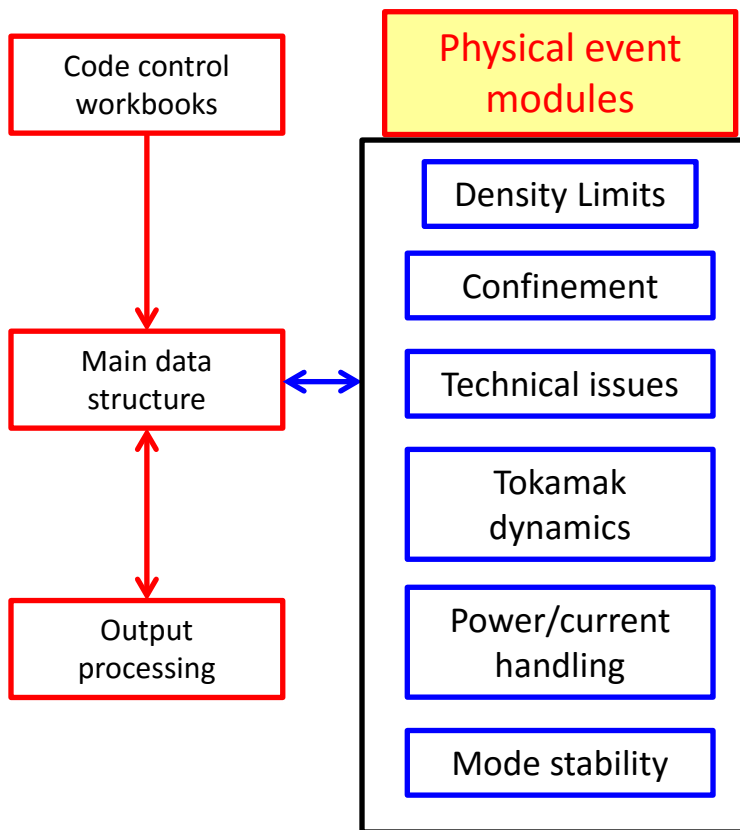 Code control
workbooks
Main data
structure
Output
processing
Physical event
modules
Density Limits
Confinement
Technical issues
Tokamak
dynamics
Power/current
handling
Mode stability